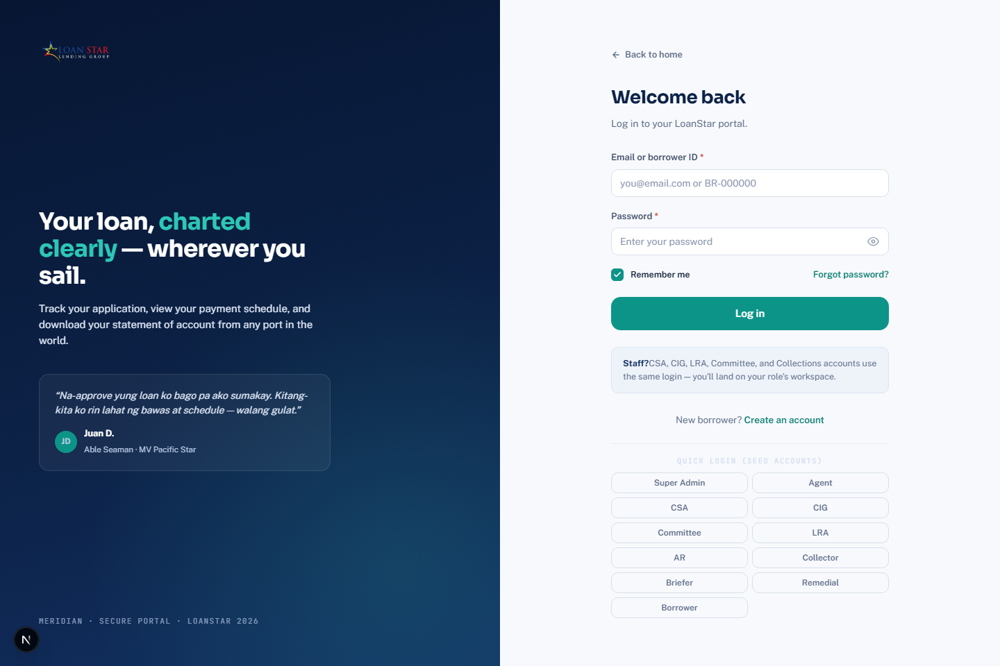 LOAN STAR
LENDING GROUP
Your loan, charted
clearly — wherever you
sail.
Track your application, view your payment schedule, and
download your statement of account from any port in the
world.
“Na-approve yung loan ko bago pa ako sumakay. Kitang-
kita ko rin lahat ng bawas at schedule — walang gulat.”
JD
Juan D.
Able Seaman · MV Pacific Star
MERIDIAN · SECURE PORTAL · LOANSTAR 2026
N
← Back to home
Welcome back
Log in to your LoanStar portal.
Email or borrower ID *
you@email.com or BR-000000
Password *
Enter your password
Remember me
Forgot password?
Log in
Staff?CSA, CIG, LRA, Committee, and Collections accounts use
the same login — you'll land on your role's workspace.
New borrower? Create an account
QUICK LOGIN (SEED ACCOUNTS)
Super Admin
Agent
CSA
CIG
Committee
LRA
AR
Collector
Briefer
Remedial
Borrower